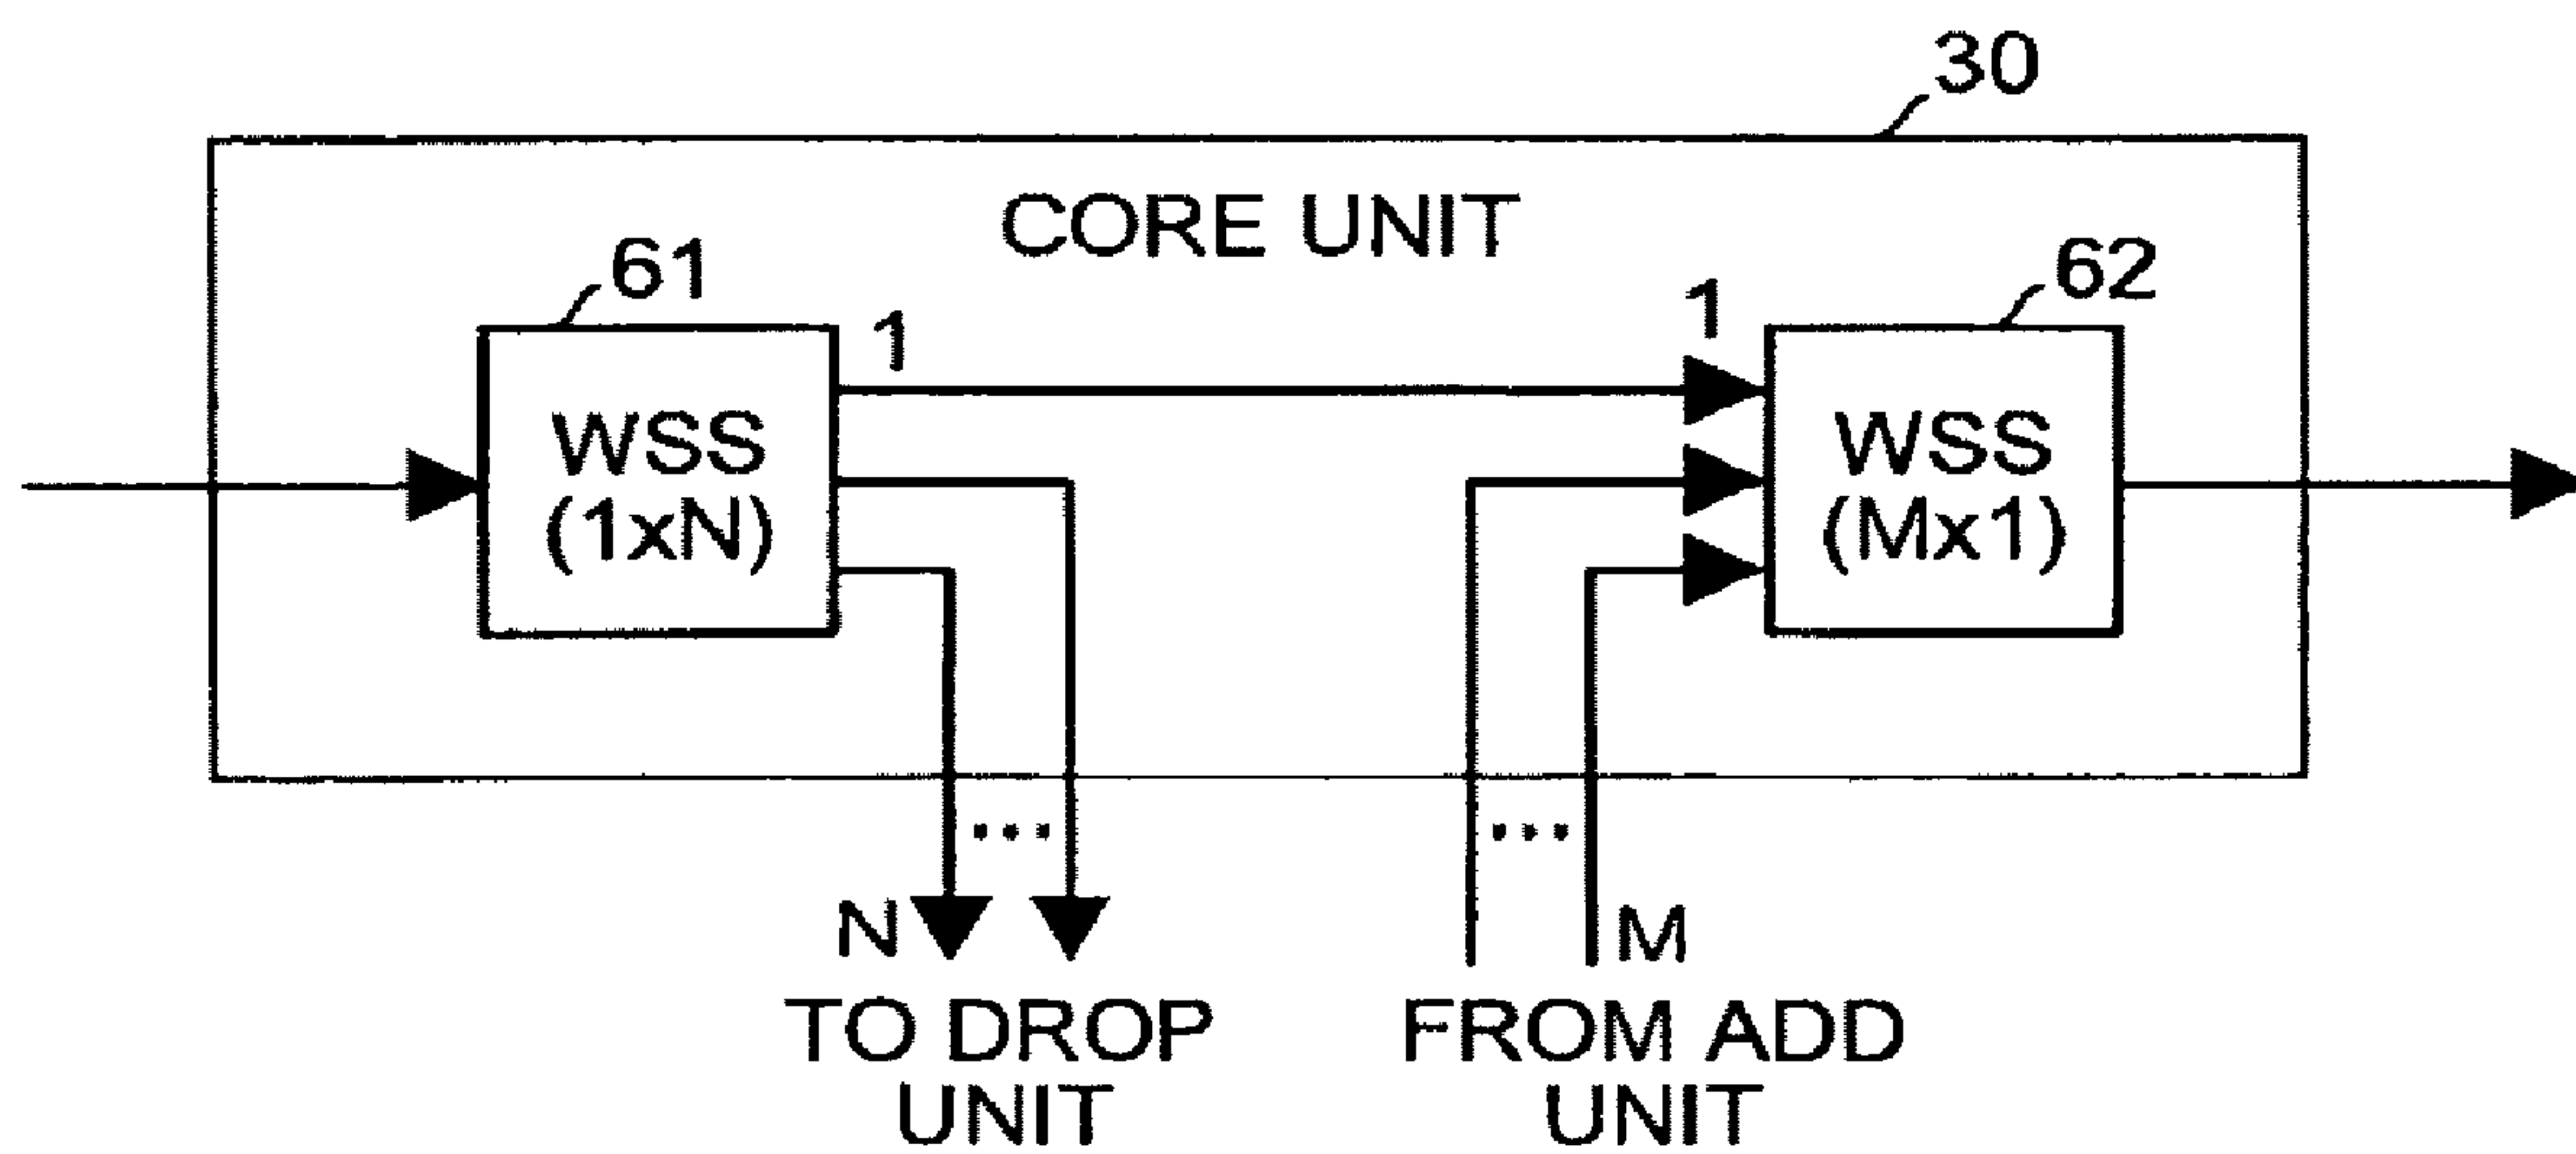 30
CORE UNIT
61
62
1
1
WSS
(1xN)
WSS
(Mx1)
...
...
N
M
TO DROP
UNIT
FROM ADD
UNIT